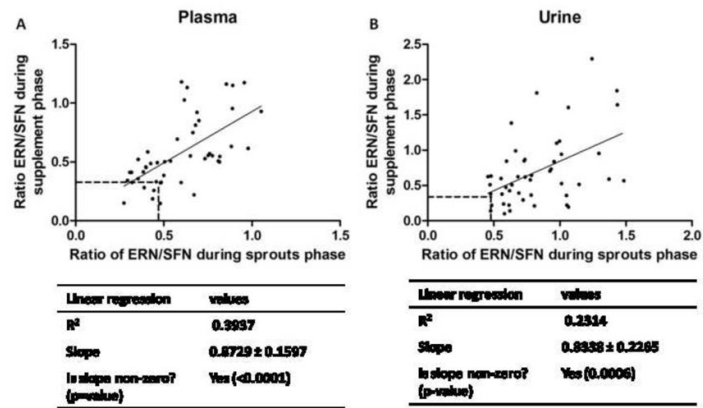 A
Plasma
Ratio ERN/SFN during
supplement phase
1.5
1.0
0.5
0.0
0.0 0.5 1.0 1.5
Ratio of ERN/SFN during sprouts phase
Linear regression values
R² 0.3937
Slope 0.8729 ± 0.1597
Is slope non-zero? Yes (<0.0001)
(p-value)
B
Urine
Ratio ERN/SFN during
supplement phase
2.5
2.0
1.5
1.0
0.5
0.0
0.0 0.5 1.0 1.5 2.0
Ratio of ERN/SFN during sprouts phase
Linear regression values
R² 0.2314
Slope 0.8338 ± 0.2265
Is slope non-zero? Yes (0.0006)
(p-value)